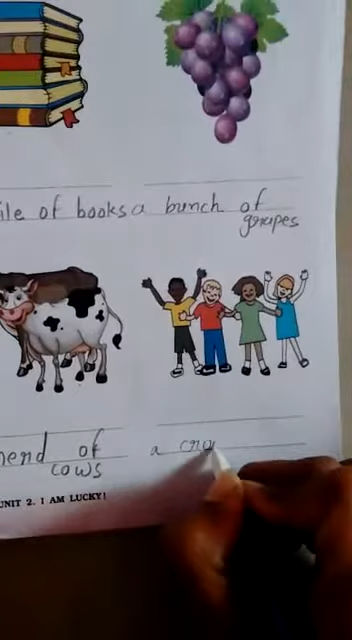 ile of books a bunch of
grapes
herd of
cows
a cro
UNIT 2. I AM LUCKY!